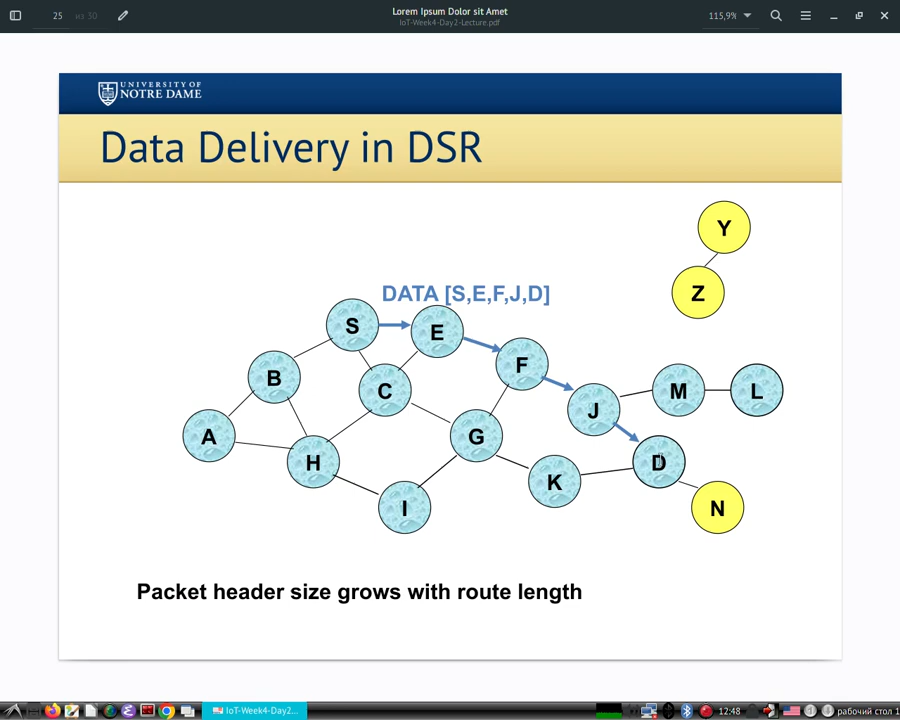 25
из 30
Lorem Ipsum Dolor sit Amet
IoT-Week4-Day2-Lecture.pdf
115,9%
UNIVERSITY OF
NOTRE DAME
Data Delivery in DSR
Y
Z
DATA [S,E,F,J,D]
S
E
F
B
C
M
L
J
A
G
H
D
K
I
N
Packet header size grows with route length
IoT-Week4-Day2...
12:48
рабочий стол 1